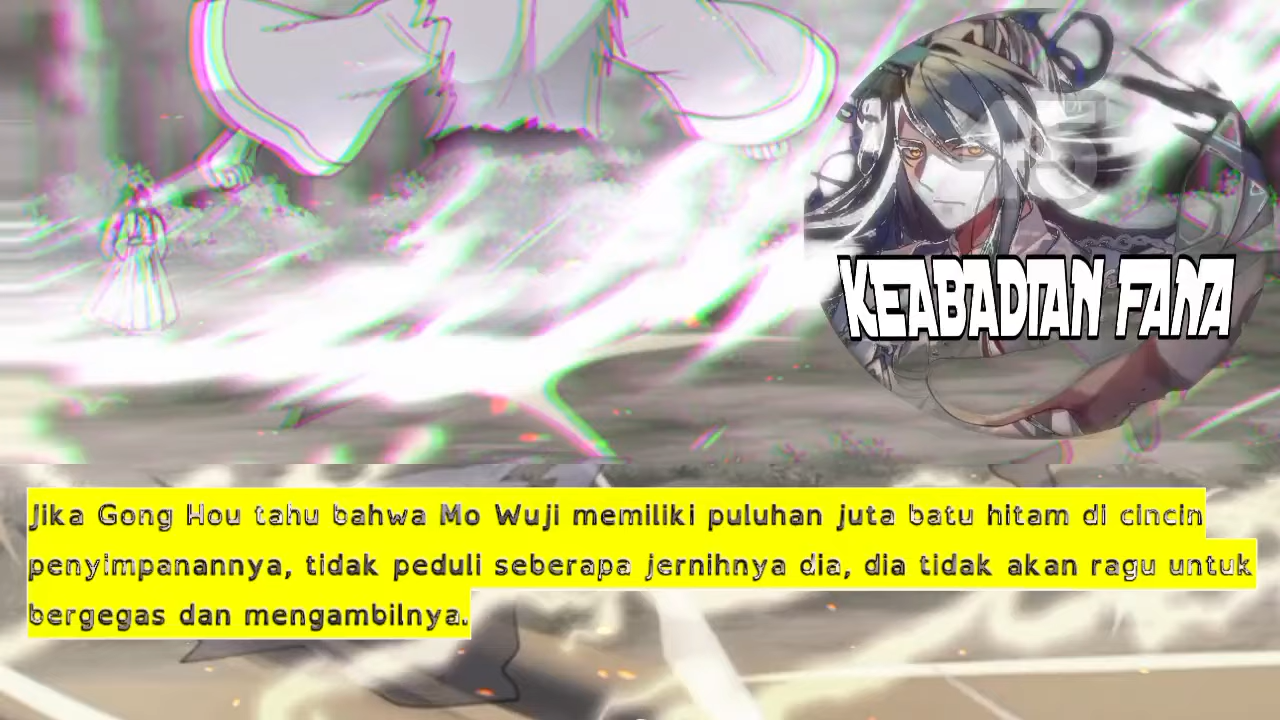 KEABADIAN FANA
Jika Gong Hou tahu bahwa Mo Wuji memiliki puluhan juta batu hitam di cincin
penyimpanannya, tidak peduli seberapa jernihnya dia, dia tidak akan ragu untuk
bergegas dan mengambilnya.